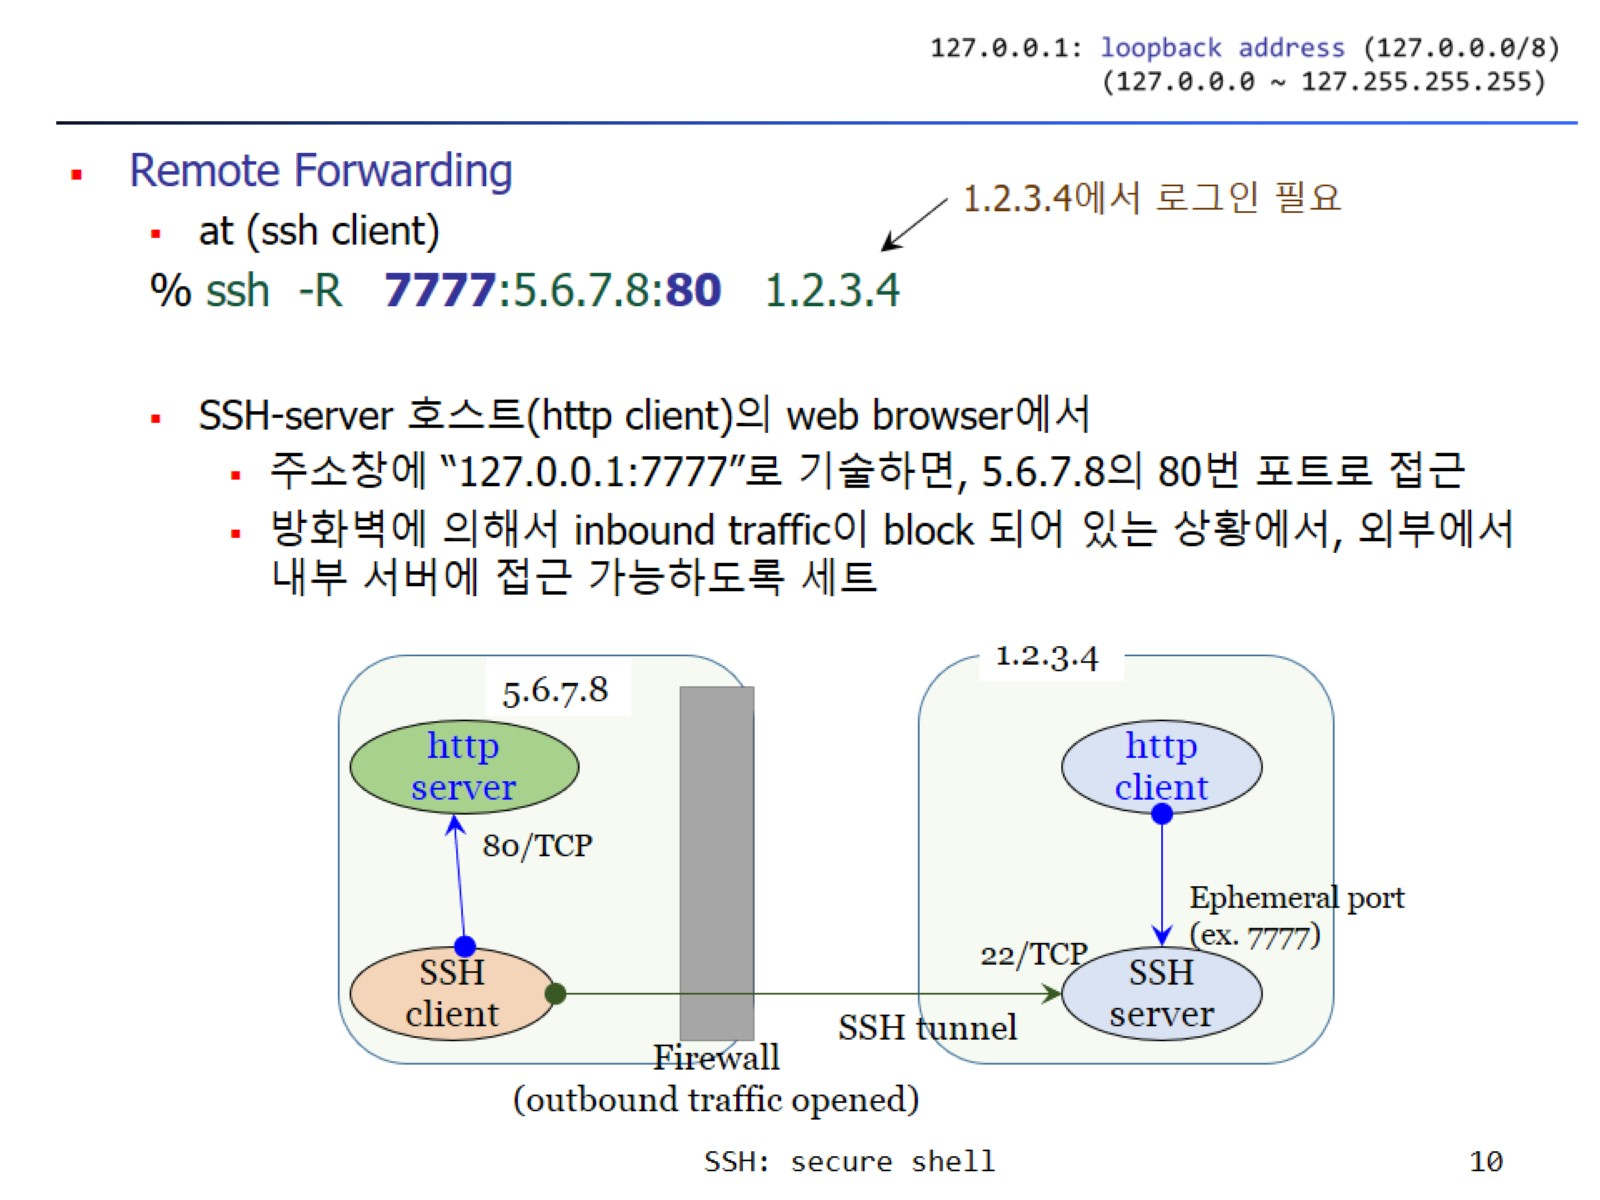 127.0.0.1: loopback address (127.0.0.0/8)
(127.0.0.0 ~ 127.255.255.255)
Remote Forwarding
1.2.3.4에서 로그인 필요
at (ssh client)
% ssh -R 7777:5.6.7.8:80 1.2.3.4
SSH-server 호스트(http client)의 web browser에서
주소창에 “127.0.0.1:7777”로 기술하면, 5.6.7.8의 80번 포트로 접근
방화벽에 의해서 inbound traffic이 block 되어 있는 상황에서, 외부에서
내부 서버에 접근 가능하도록 세트
5.6.7.8
1.2.3.4
http
server
http
client
80/TCP
Ephemeral port
(ex. 7777)
22/TCP
SSH
client
SSH
server
SSH tunnel
Firewall
(outbound traffic opened)
SSH: secure shell
10